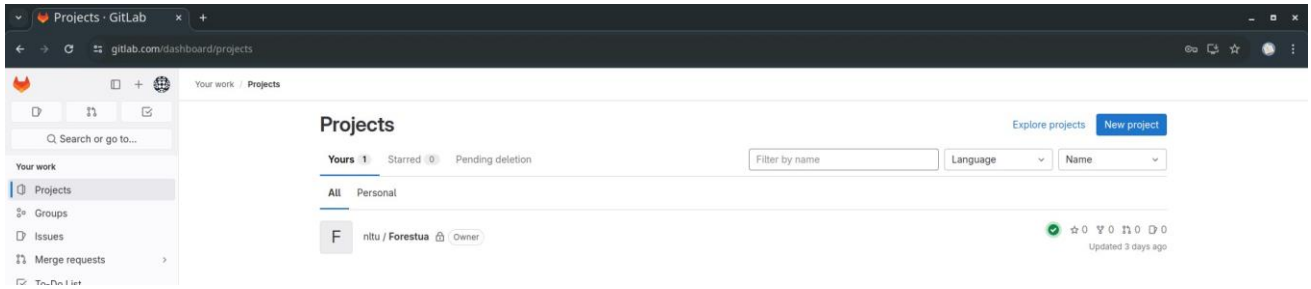 Projects · GitLab
gitlab.com/dashboard/projects
Your work / Projects
Search or go to...
Your work
Projects
Groups
Issues
Merge requests
To-Do List
Projects
Explore projects New project
Yours 1 Starred 0 Pending deletion
Filter by name Language Name
All Personal
F nltu / Forestua Owner
0 0 0 0
Updated 3 days ago